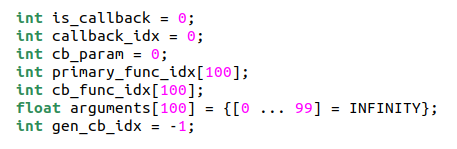 int is_callback = 0;
int callback_idx = 0;
int cb_param = 0;
int primary_func_idx[100];
int cb_func_idx[100];
float arguments[100] = {[0 ... 99] = INFINITY};
int gen_cb_idx = -1;